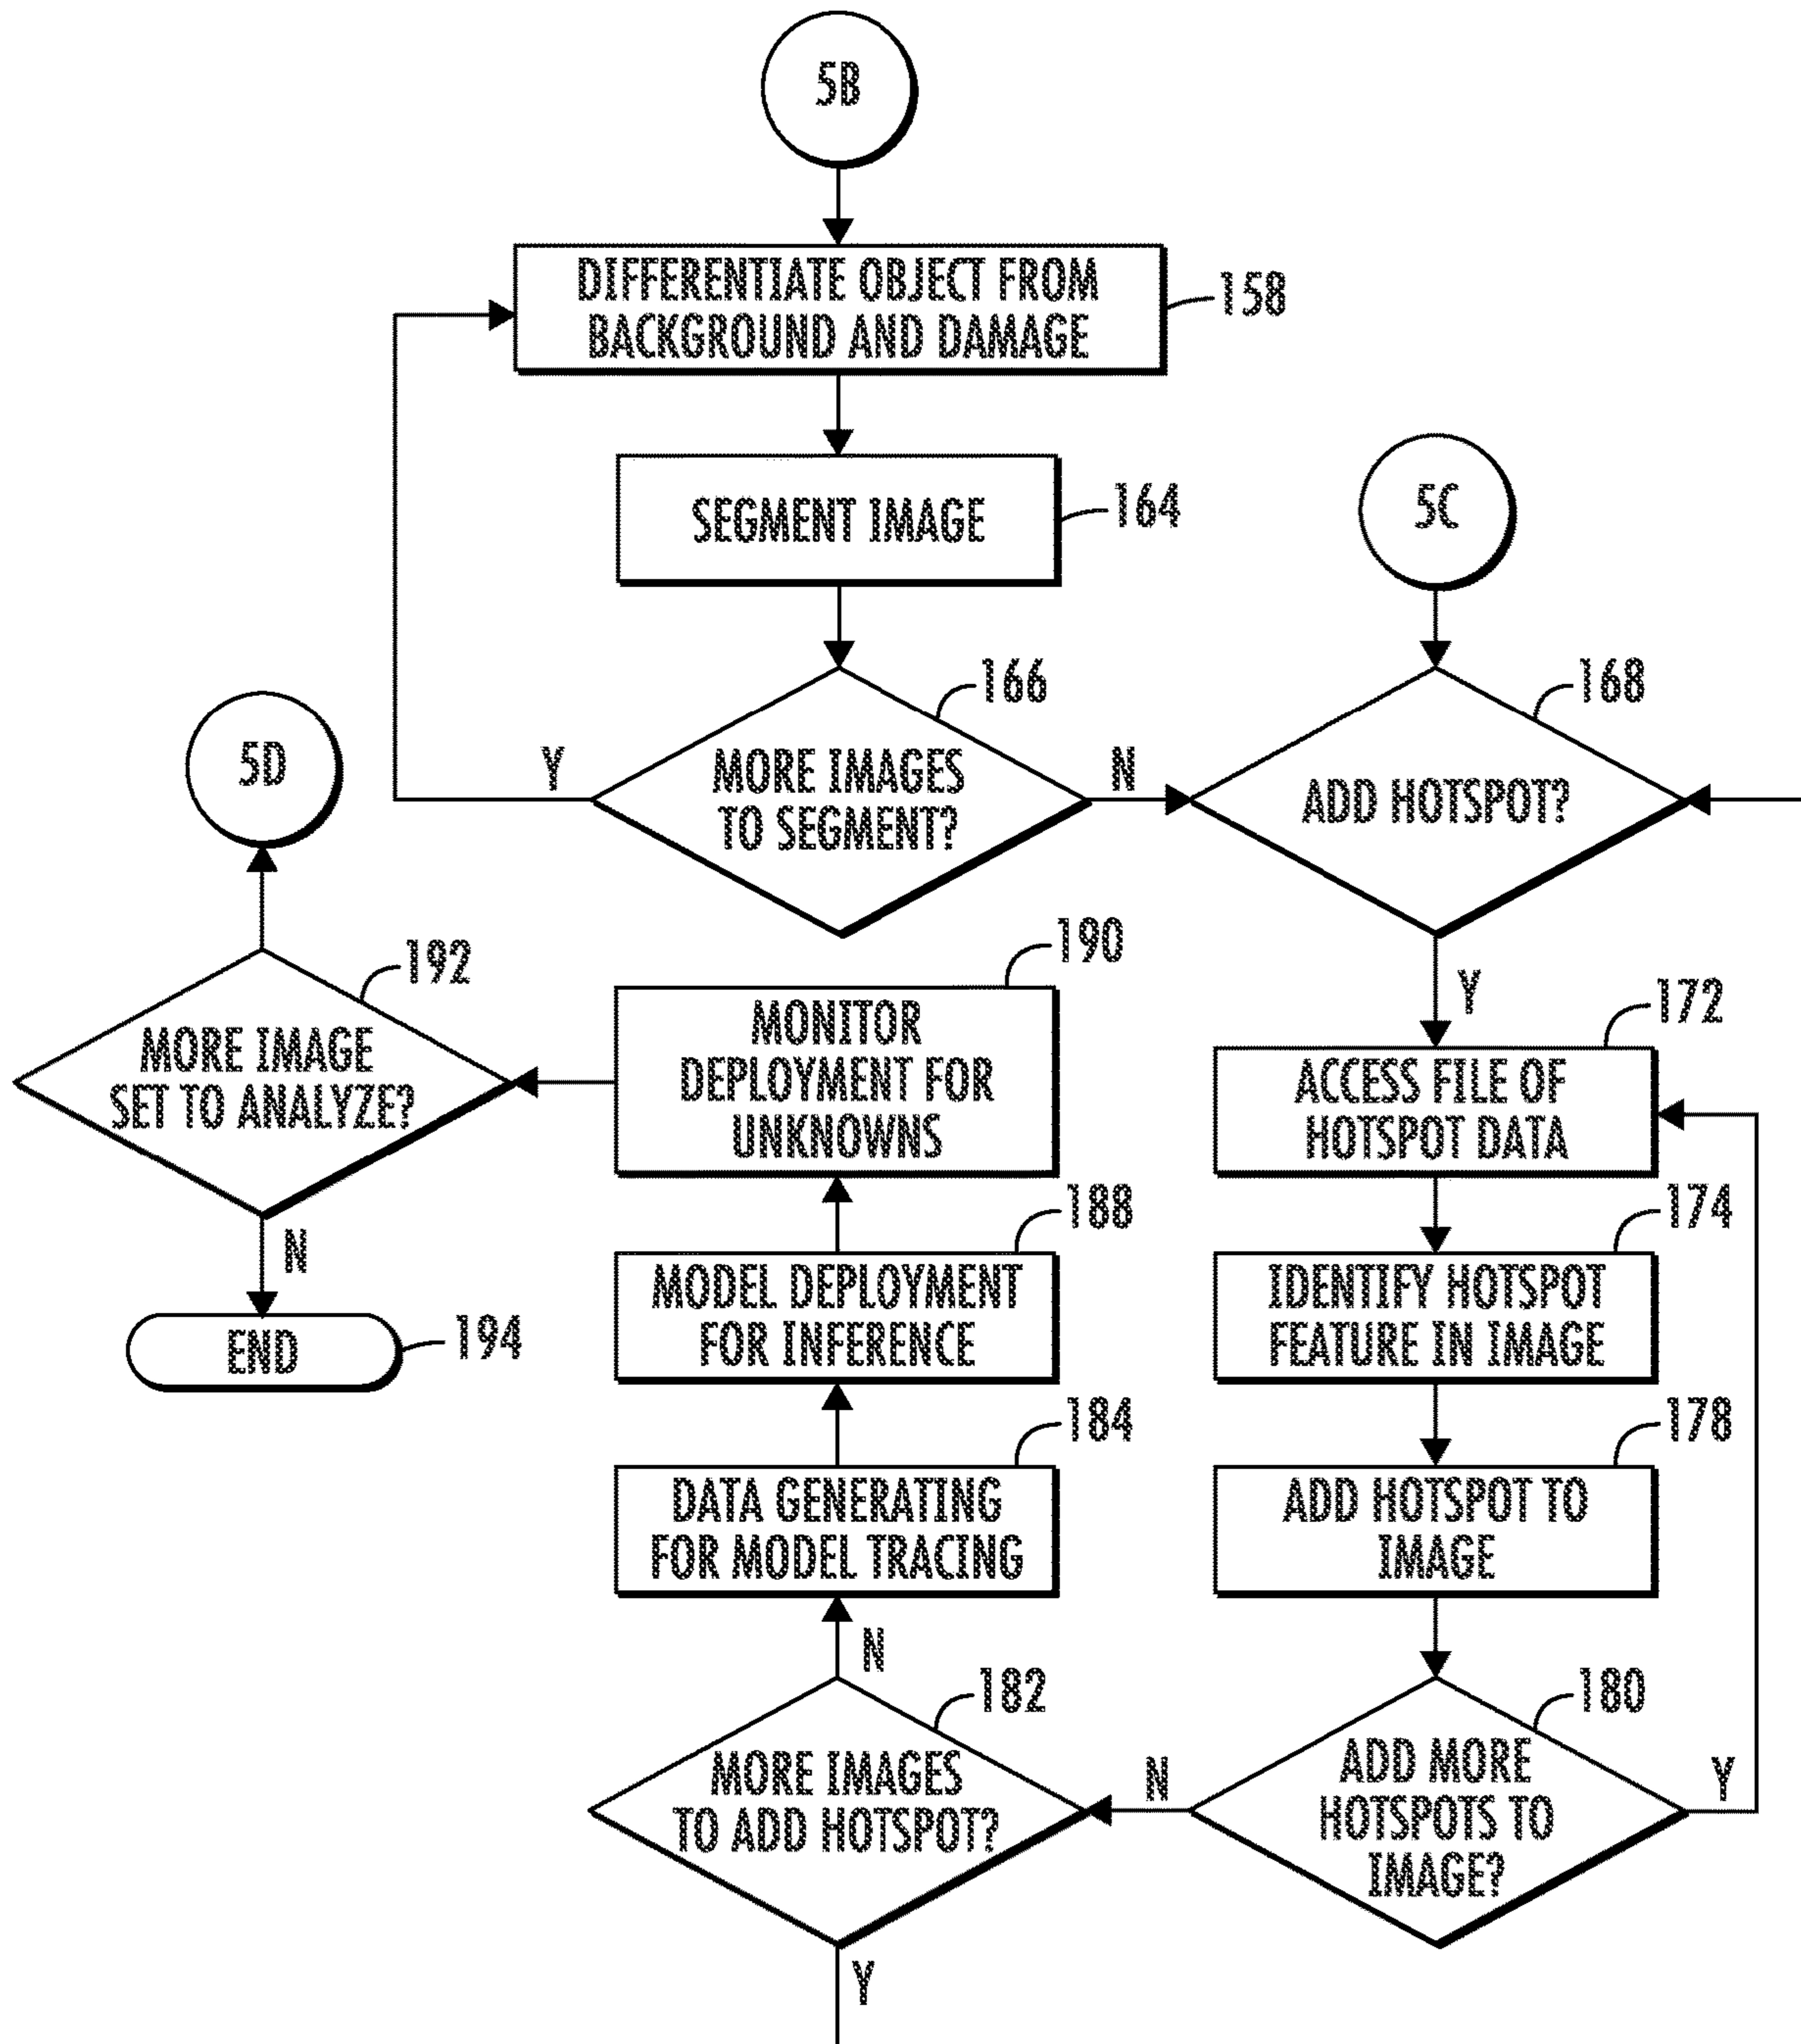 5B
DIFFERENTIATE OBJECT FROM
BACKGROUND AND DAMAGE
158
SEGMENT IMAGE
164
5C
166
MORE IMAGES
TO SEGMENT?
Y
N
168
ADD HOTSPOT?
Y
5D
192
MORE IMAGE
SET TO ANALYZE?
N
END
194
190
MONITOR
DEPLOYMENT FOR
UNKNOWNS
172
ACCESS FILE OF
HOTSPOT DATA
188
MODEL DEPLOYMENT
FOR INFERENCE
174
IDENTIFY HOTSPOT
FEATURE IN IMAGE
184
DATA GENERATING
FOR MODEL TRACING
178
ADD HOTSPOT TO
IMAGE
N
182
MORE IMAGES
TO ADD HOTSPOT?
Y
N
180
ADD MORE
HOTSPOTS TO
IMAGE?
Y